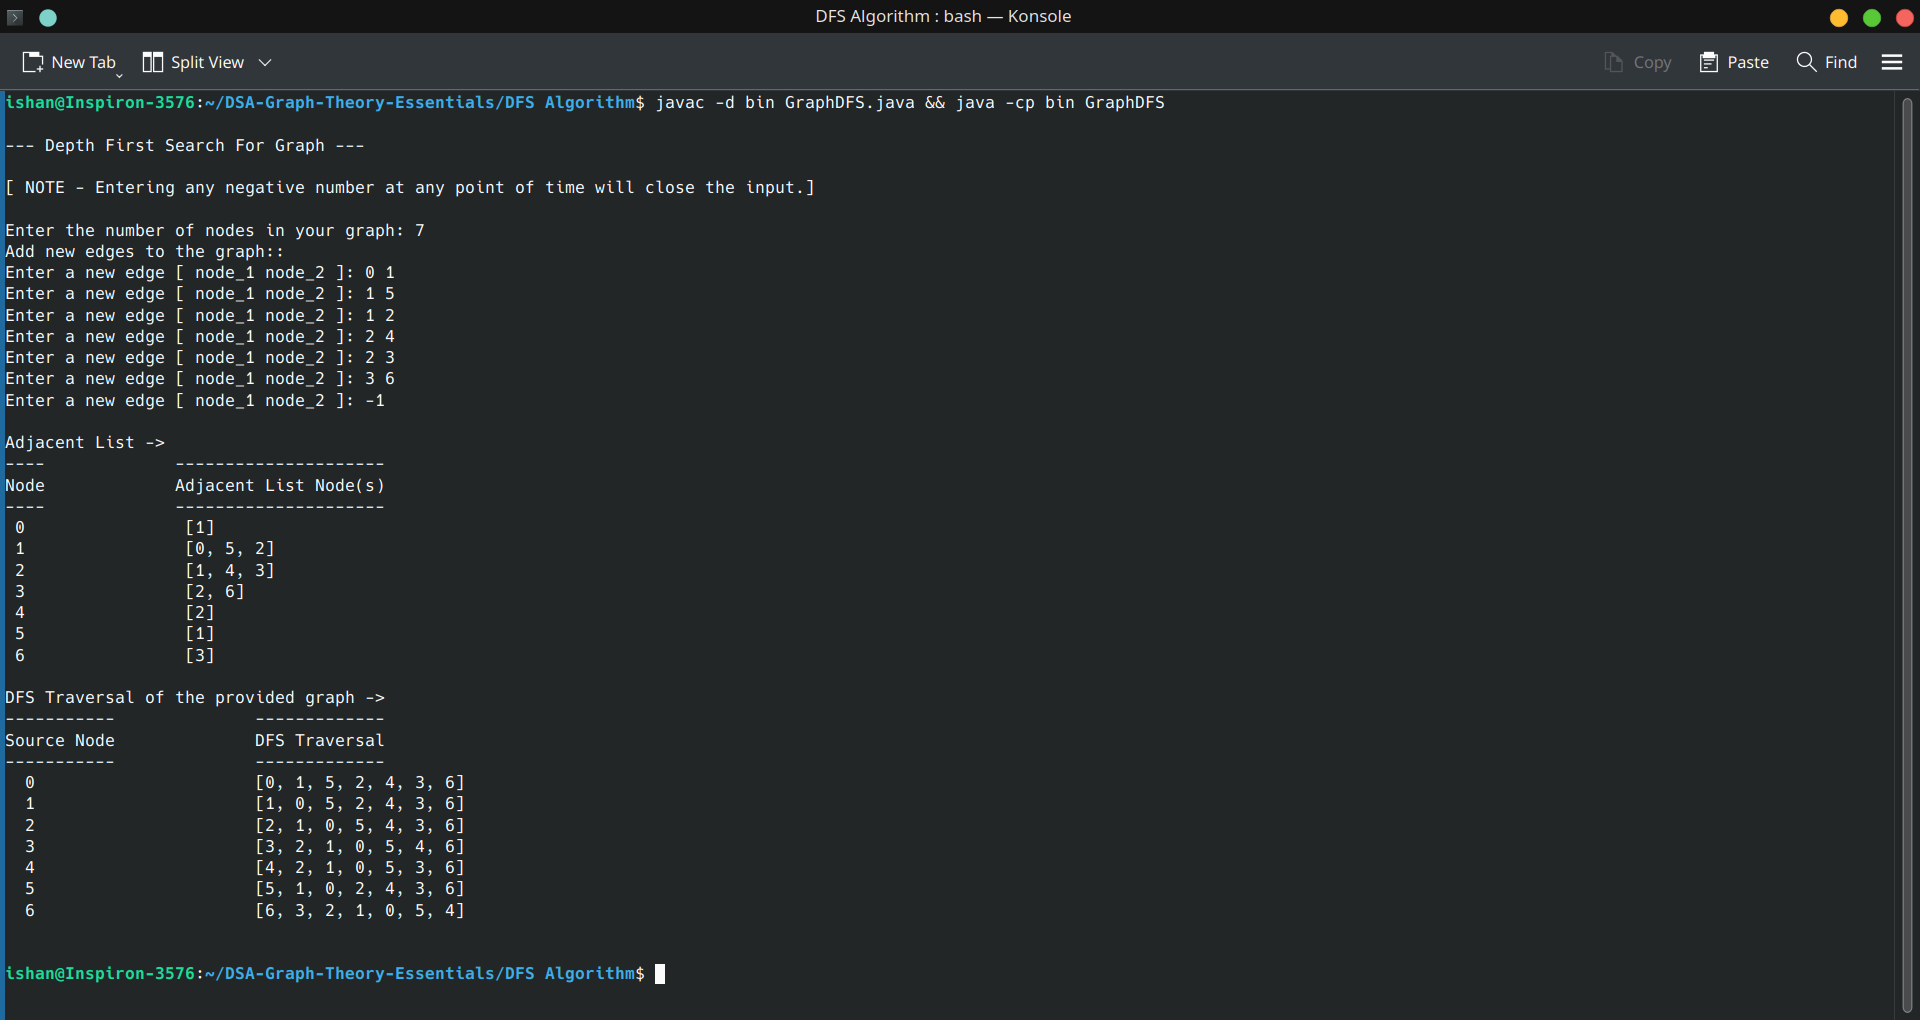 DFS Algorithm : bash — Konsole
New Tab Split View Copy Paste Find
ishan@Inspiron-3576:~/DSA-Graph-Theory-Essentials/DFS Algorithm$ javac -d bin GraphDFS.java && java -cp bin GraphDFS
--- Depth First Search For Graph ---
[ NOTE - Entering any negative number at any point of time will close the input.]
Enter the number of nodes in your graph: 7
Add new edges to the graph::
Enter a new edge [ node_1 node_2 ]: 0 1
Enter a new edge [ node_1 node_2 ]: 1 5
Enter a new edge [ node_1 node_2 ]: 1 2
Enter a new edge [ node_1 node_2 ]: 2 4
Enter a new edge [ node_1 node_2 ]: 2 3
Enter a new edge [ node_1 node_2 ]: 3 6
Enter a new edge [ node_1 node_2 ]: -1
Adjacent List ->
---- ---------------------
Node Adjacent List Node(s)
---- ---------------------
0 [1]
1 [0, 5, 2]
2 [1, 4, 3]
3 [2, 6]
4 [2]
5 [1]
6 [3]
DFS Traversal of the provided graph ->
----------- -------------
Source Node DFS Traversal
----------- -------------
0 [0, 1, 5, 2, 4, 3, 6]
1 [1, 0, 5, 2, 4, 3, 6]
2 [2, 1, 0, 5, 4, 3, 6]
3 [3, 2, 1, 0, 5, 4, 6]
4 [4, 2, 1, 0, 5, 3, 6]
5 [5, 1, 0, 2, 4, 3, 6]
6 [6, 3, 2, 1, 0, 5, 4]
ishan@Inspiron-3576:~/DSA-Graph-Theory-Essentials/DFS Algorithm$